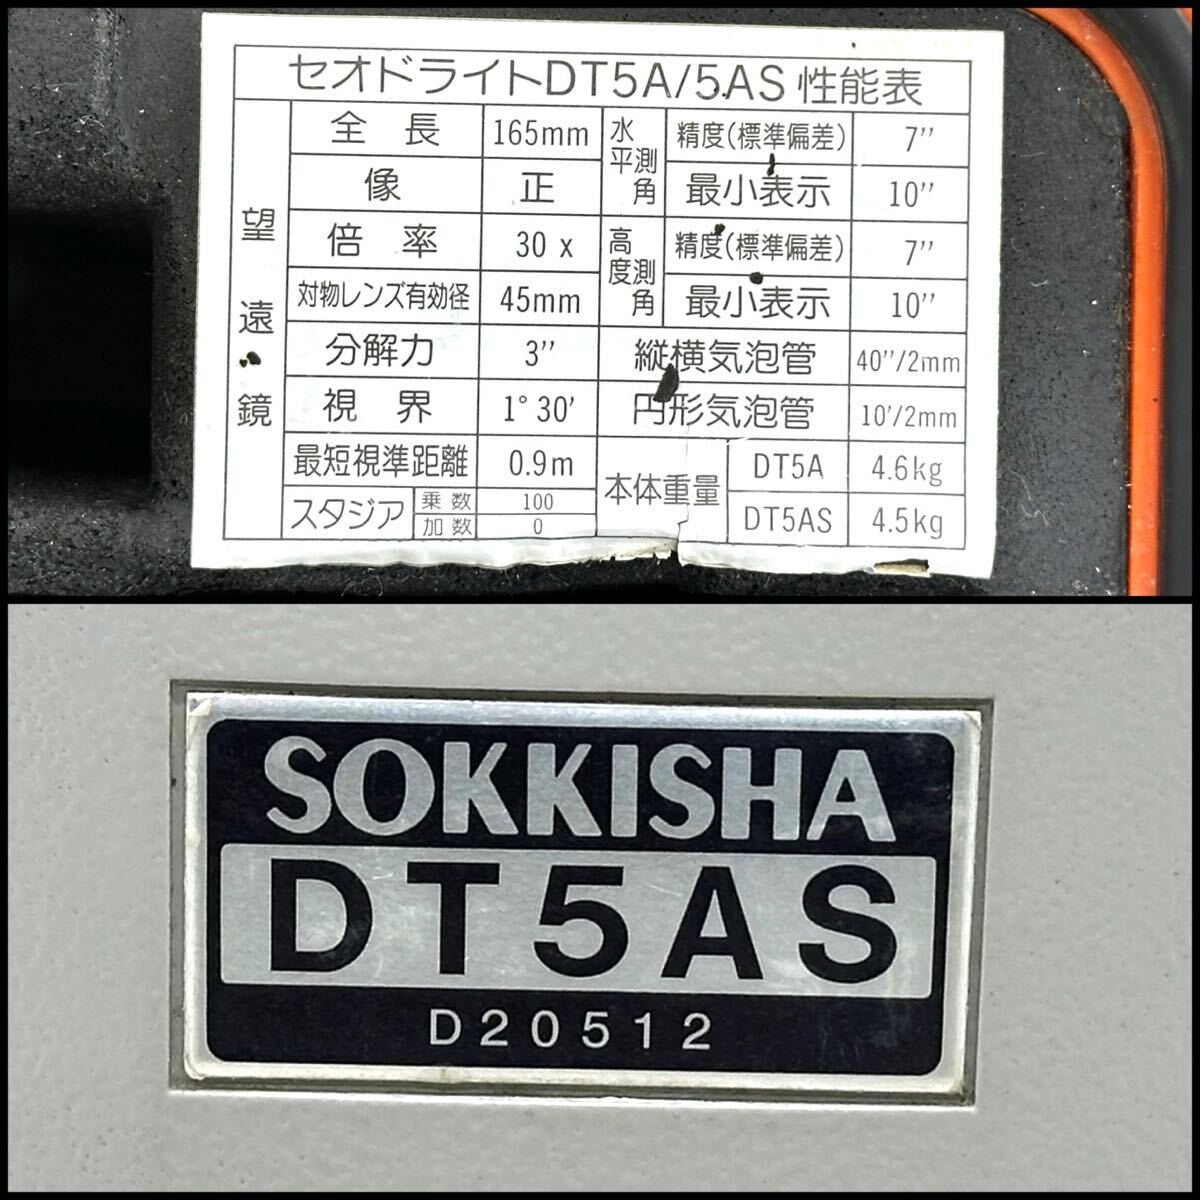 セオドライトDT5A/5AS 性能表
望遠鏡
全長 165mm
像 正
倍率 30 x
対物レンズ有効径 45mm
分解力 3"
視界 1° 30'
最短視準距離 0.9m
スタジア 乗数 100
加数 0
水平測角 精度(標準偏差) 7"
最小表示 10"
高度測角 精度(標準偏差) 7"
最小表示 10"
縦横気泡管 40"/2mm
円形気泡管 10'/2mm
本体重量 DT5A 4.6kg
DT5AS 4.5kg
SOKKISHA
DT5AS
D20512